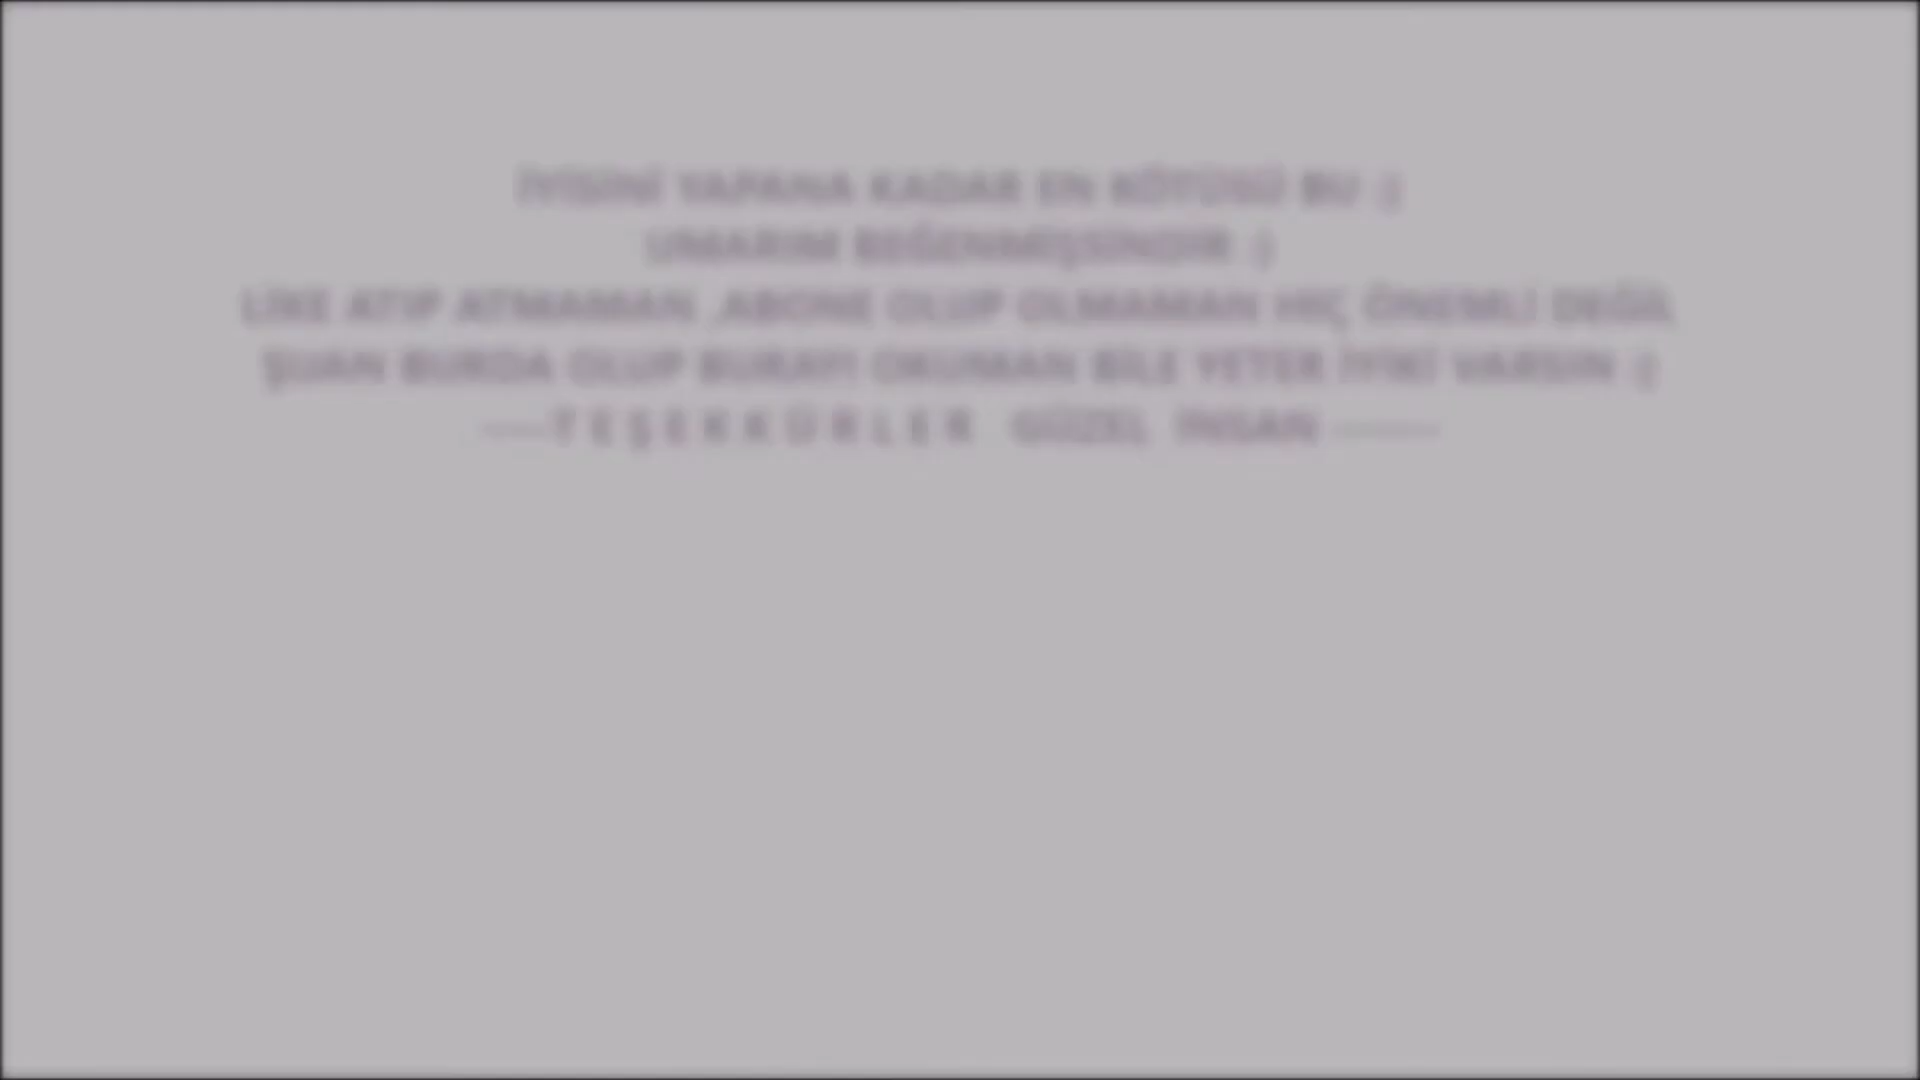 İYİSİNİ YAPANA KADAR EN KÖTÜSÜ BU :)
UMARIM BEĞENMİŞSİNDİR :)
LİKE ATIP ATMAMAN ,ABONE OLUP OLMAMAN HİÇ ÖNEMLİ DEĞİL
ŞUAN BURDA OLUP BURAYI OKUMAN BİLE YETER İYİKİ VARSIN :)
----T E Ş E K K Ü R L E R GÜZEL İNSAN-------